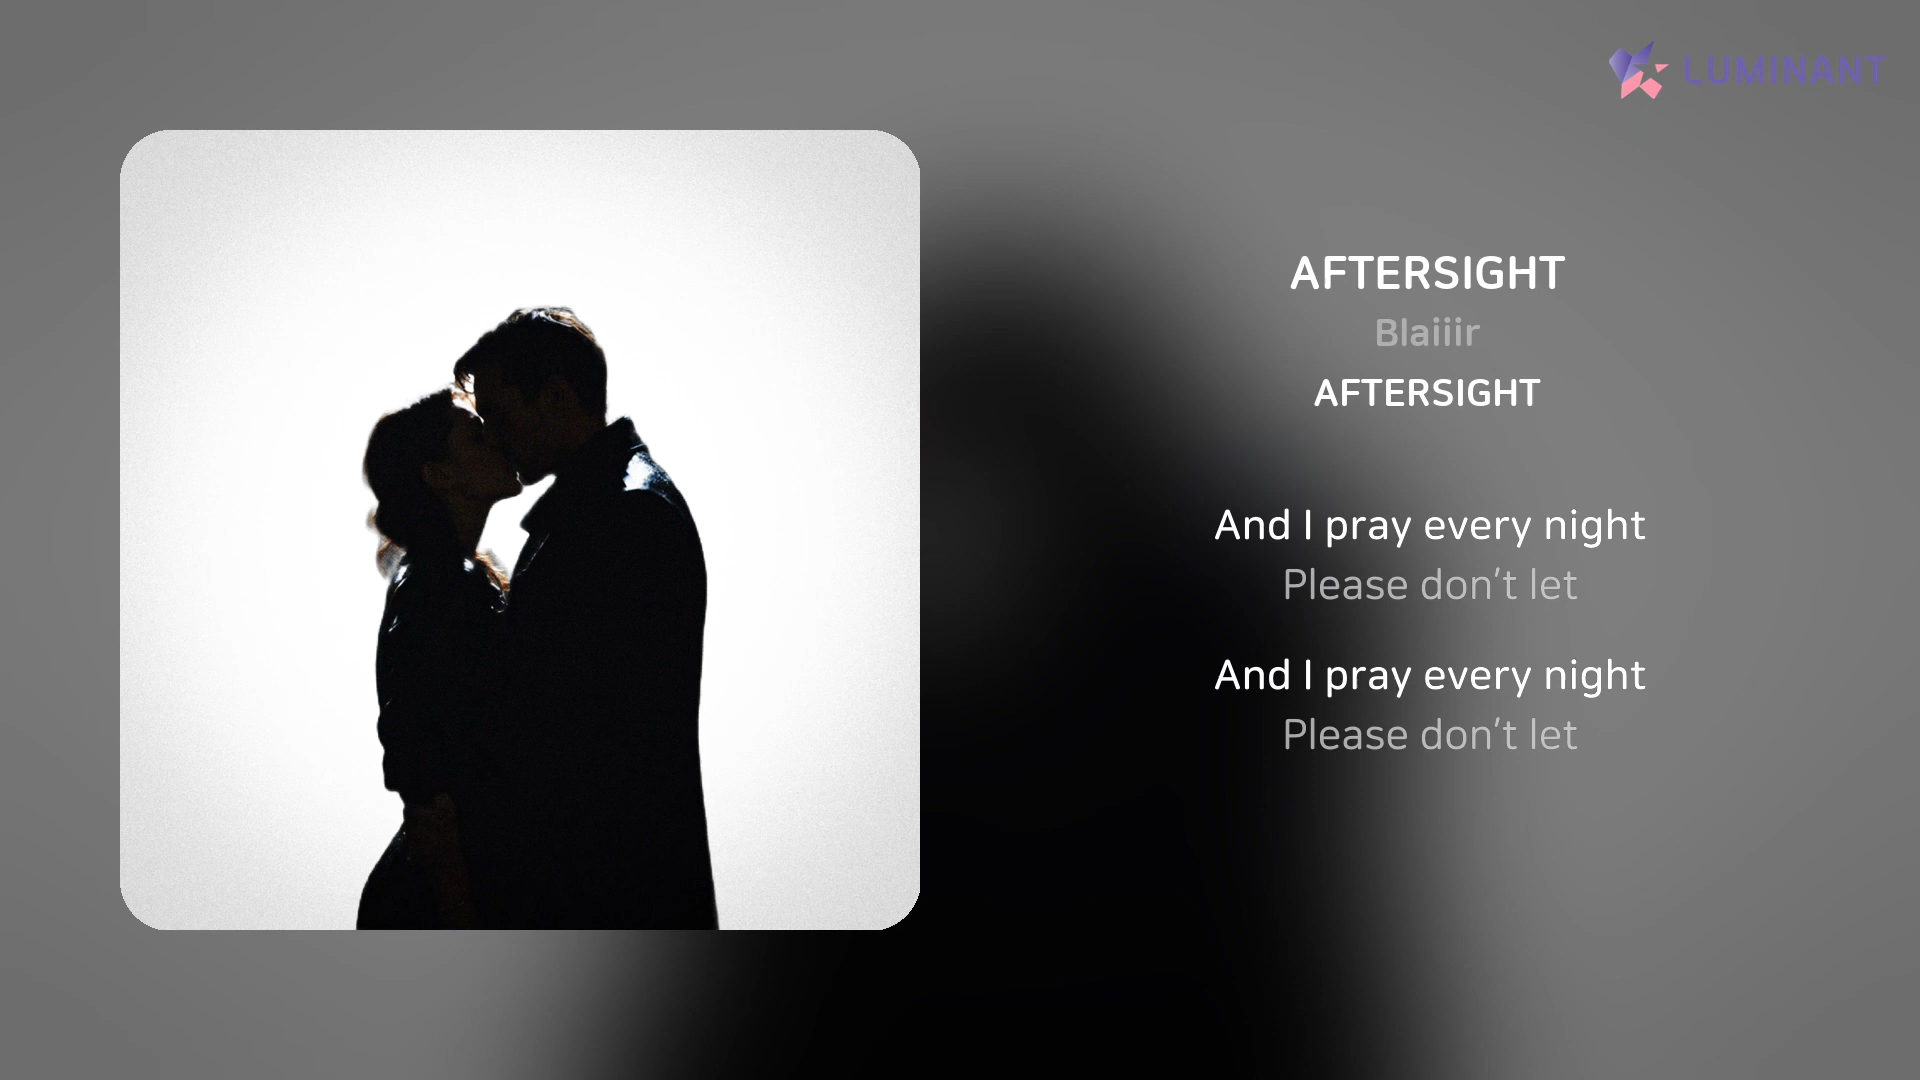 LUMINANT
AFTERSIGHT
Blaiiir
AFTERSIGHT
And I pray every night
Please don't let
And I pray every night
Please don't let